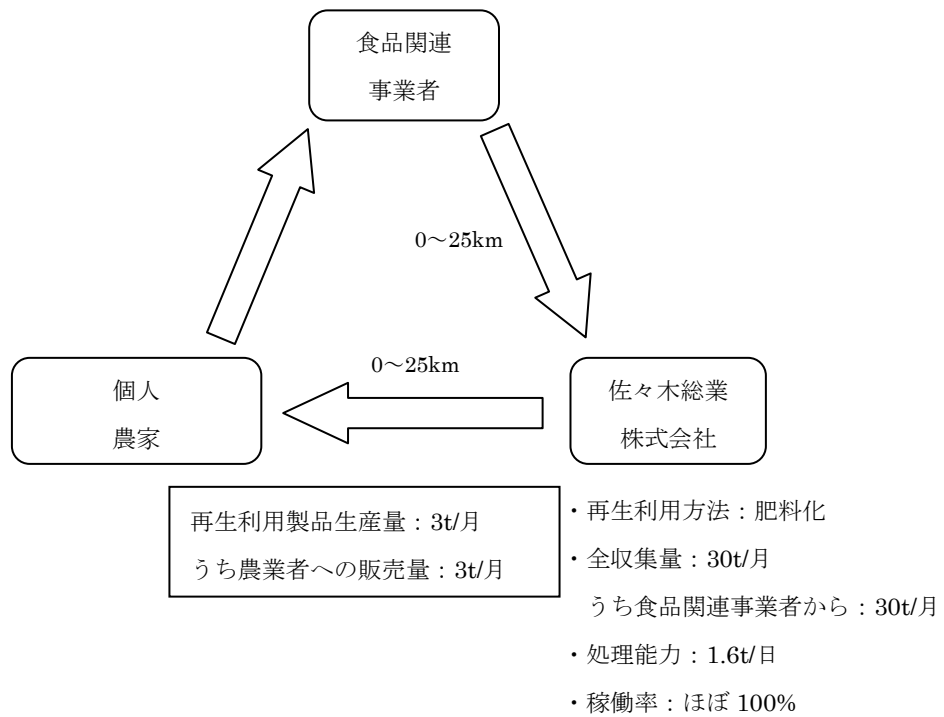 食品関連
事業者
0～25km
0～25km
個人
農家
佐々木総業
株式会社
再生利用製品生産量：3t/月
うち農業者への販売量：3t/月
・再生利用方法：肥料化
・全収集量：30t/月
うち食品関連事業者から：30t/月
・処理能力：1.6t/日
・稼働率：ほぼ 100%